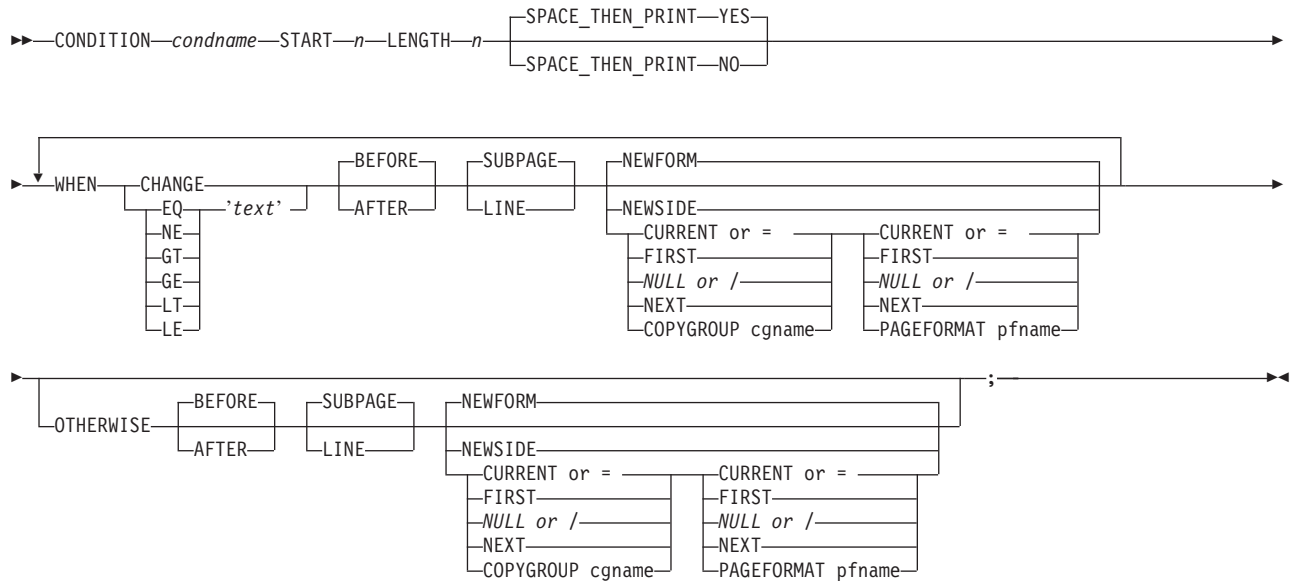 SPACE_THEN_PRINT YES
CONDITION condname START n LENGTH n
SPACE_THEN_PRINT NO
BEFORE SUBPAGE NEWFORM
WHEN CHANGE
EQ 'text' AFTER LINE NEWSIDE
NE CURRENT or = CURRENT or =
GT FIRST FIRST
GE NULL or / NULL or /
LT NEXT NEXT
LE COPYGROUP cgname PAGEFORMAT pfname
;
BEFORE SUBPAGE NEWFORM
OTHERWISE
AFTER LINE NEWSIDE
CURRENT or = CURRENT or =
FIRST FIRST
NULL or / NULL or /
NEXT NEXT
COPYGROUP cgname PAGEFORMAT pfname